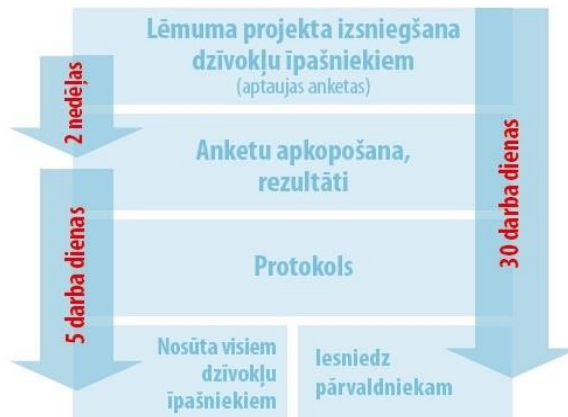 Lēmuma projekta izsniegšana
dzīvokļu īpašniekiem
(aptaujas anketas)
2 nedēļas
Anketu apkopošana,
rezultāti
30 darba dienas
5 darba dienas
Protokols
Nosūta visiem
dzīvokļu
īpašniekiem
Iesniedz
pārvaldniekam